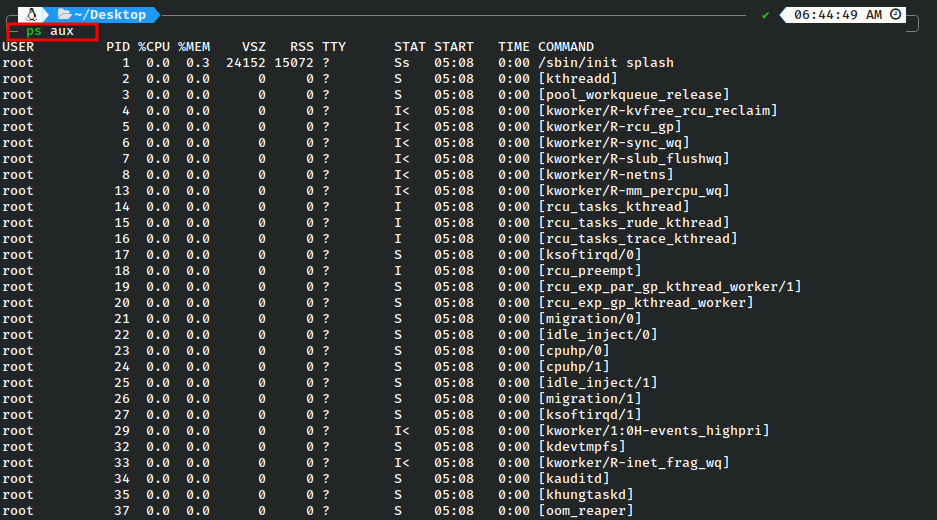 ~/Desktop ✔ 06:44:49 AM
ps aux
USER PID %CPU %MEM VSZ RSS TTY STAT START TIME COMMAND
root 1 0.0 0.3 24152 15072 ? Ss 05:08 0:00 /sbin/init splash
root 2 0.0 0.0 0 0 ? S 05:08 0:00 [kthreadd]
root 3 0.0 0.0 0 0 ? S 05:08 0:00 [pool_workqueue_release]
root 4 0.0 0.0 0 0 ? I< 05:08 0:00 [kworker/R-kvfree_rcu_reclaim]
root 5 0.0 0.0 0 0 ? I< 05:08 0:00 [kworker/R-rcu_gp]
root 6 0.0 0.0 0 0 ? I< 05:08 0:00 [kworker/R-sync_wq]
root 7 0.0 0.0 0 0 ? I< 05:08 0:00 [kworker/R-slub_flushwq]
root 8 0.0 0.0 0 0 ? I< 05:08 0:00 [kworker/R-netns]
root 13 0.0 0.0 0 0 ? I< 05:08 0:00 [kworker/R-mm_percpu_wq]
root 14 0.0 0.0 0 0 ? I 05:08 0:00 [rcu_tasks_kthread]
root 15 0.0 0.0 0 0 ? I 05:08 0:00 [rcu_tasks_rude_kthread]
root 16 0.0 0.0 0 0 ? I 05:08 0:00 [rcu_tasks_trace_kthread]
root 17 0.0 0.0 0 0 ? S 05:08 0:00 [ksoftirqd/0]
root 18 0.0 0.0 0 0 ? I 05:08 0:00 [rcu_preempt]
root 19 0.0 0.0 0 0 ? S 05:08 0:00 [rcu_exp_par_gp_kthread_worker/1]
root 20 0.0 0.0 0 0 ? S 05:08 0:00 [rcu_exp_gp_kthread_worker]
root 21 0.0 0.0 0 0 ? S 05:08 0:00 [migration/0]
root 22 0.0 0.0 0 0 ? S 05:08 0:00 [idle_inject/0]
root 23 0.0 0.0 0 0 ? S 05:08 0:00 [cpuhp/0]
root 24 0.0 0.0 0 0 ? S 05:08 0:00 [cpuhp/1]
root 25 0.0 0.0 0 0 ? S 05:08 0:00 [idle_inject/1]
root 26 0.0 0.0 0 0 ? S 05:08 0:00 [migration/1]
root 27 0.0 0.0 0 0 ? S 05:08 0:00 [ksoftirqd/1]
root 29 0.0 0.0 0 0 ? I< 05:08 0:00 [kworker/1:0H-events_highpri]
root 32 0.0 0.0 0 0 ? S 05:08 0:00 [kdevtmpfs]
root 33 0.0 0.0 0 0 ? I< 05:08 0:00 [kworker/R-inet_frag_wq]
root 34 0.0 0.0 0 0 ? S 05:08 0:00 [kauditd]
root 35 0.0 0.0 0 0 ? S 05:08 0:00 [khungtaskd]
root 37 0.0 0.0 0 0 ? S 05:08 0:00 [oom_reaper]